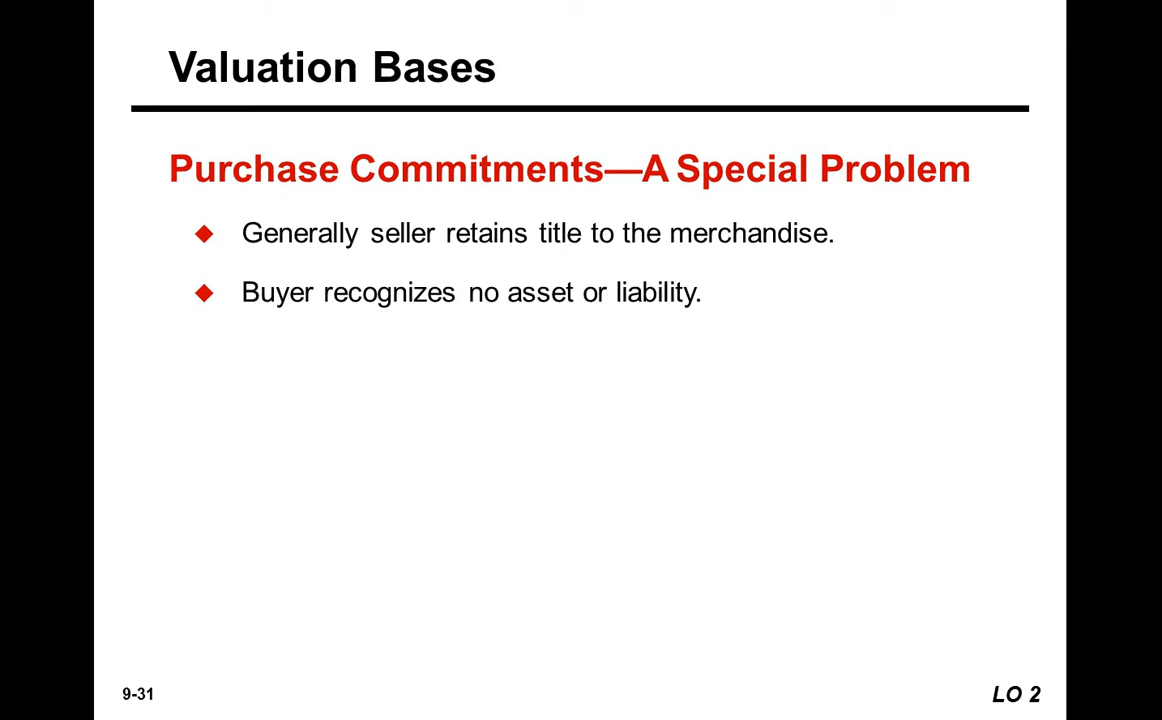 Valuation Bases
Purchase Commitments—A Special Problem
Generally seller retains title to the merchandise.
Buyer recognizes no asset or liability.
9-31
LO 2